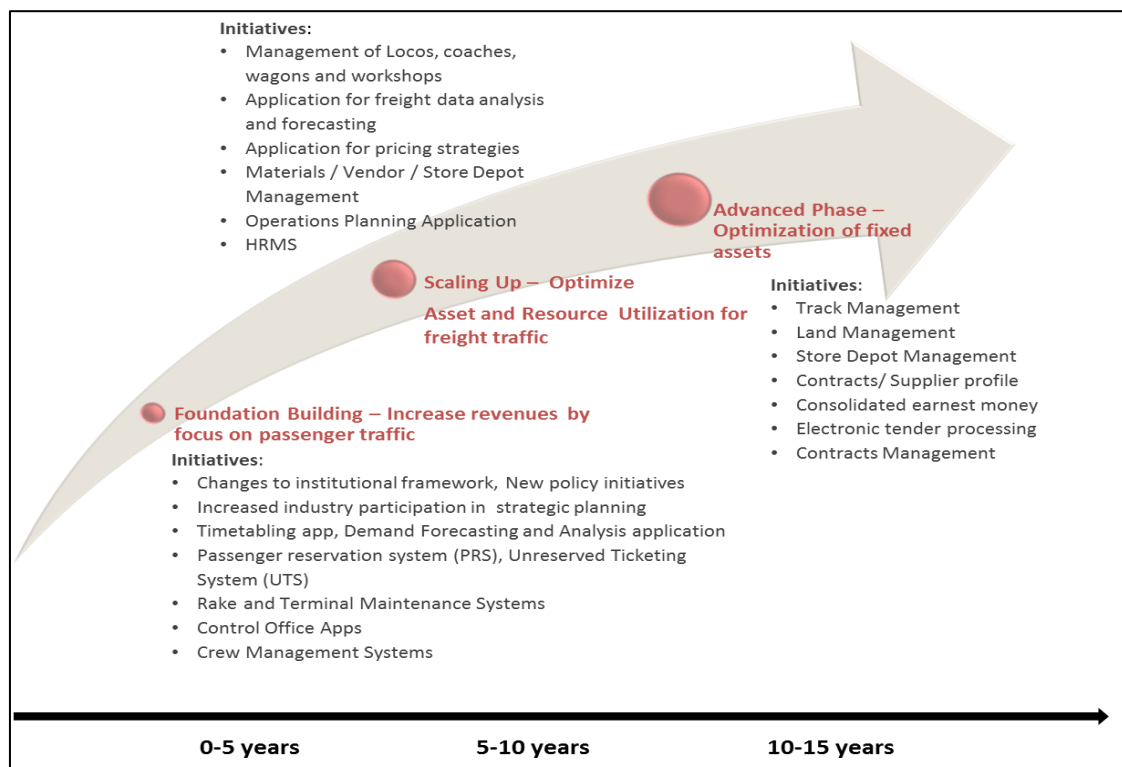 Initiatives:
• Management of Locos, coaches,
wagons and workshops
• Application for freight data analysis
and forecasting
• Application for pricing strategies
• Materials / Vendor / Store Depot
Management
• Operations Planning Application
• HRMS
Advanced Phase –
Optimization of fixed
assets
Scaling Up – Optimize
Asset and Resource Utilization for
freight traffic
Initiatives:
• Track Management
• Land Management
• Store Depot Management
• Contracts/ Supplier profile
• Consolidated earnest money
• Electronic tender processing
• Contracts Management
Foundation Building – Increase revenues by
focus on passenger traffic
Initiatives:
• Changes to institutional framework, New policy initiatives
• Increased industry participation in strategic planning
• Timetabling app, Demand Forecasting and Analysis application
• Passenger reservation system (PRS), Unreserved Ticketing
System (UTS)
• Rake and Terminal Maintenance Systems
• Control Office Apps
• Crew Management Systems
0-5 years
5-10 years
10-15 years